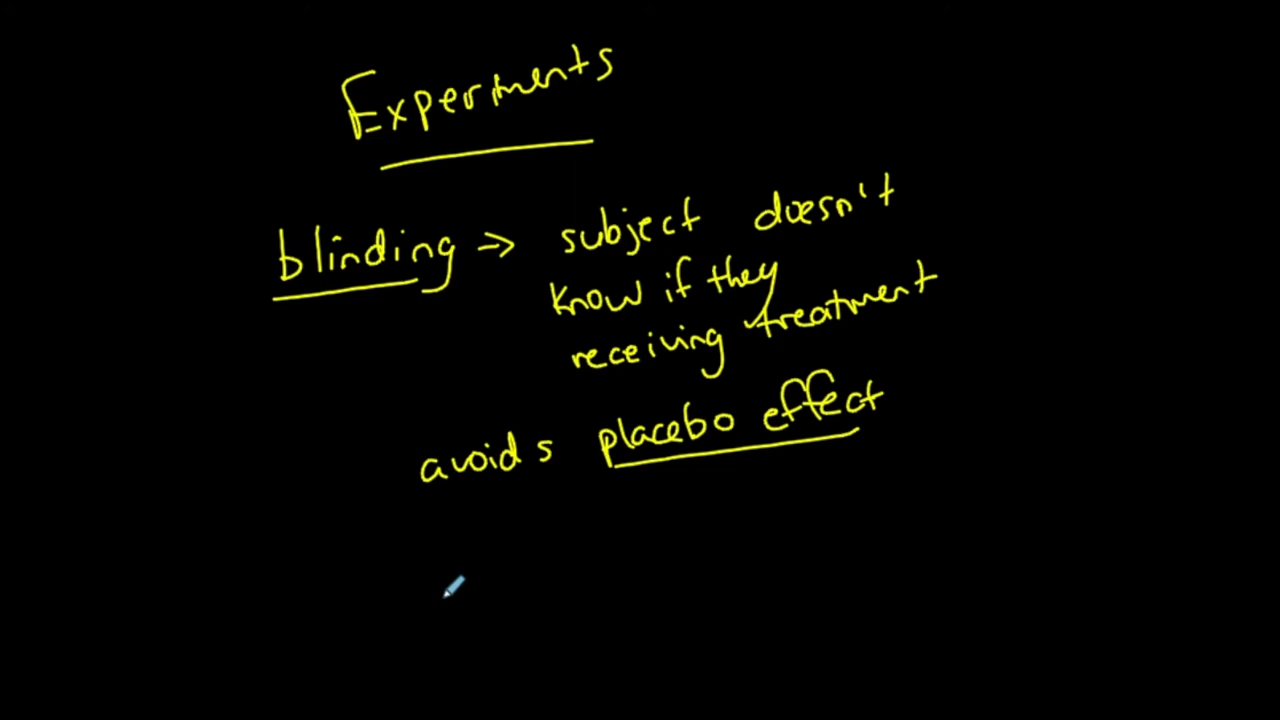 Experiments
blinding → subject doesn't
know if they
receiving treatment
avoids placebo effect